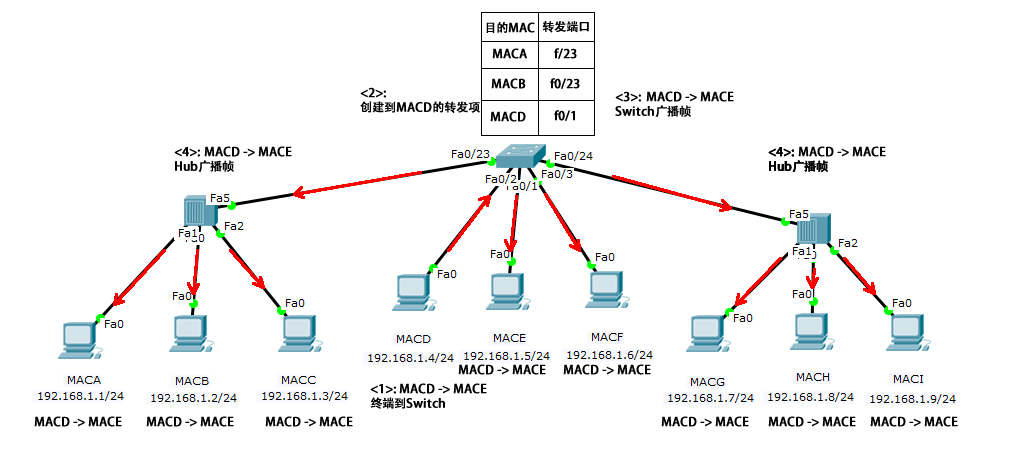 目的MAC 转发端口
MACA f/23
MACB f0/23
MACD f0/1
<2>:
创建到MACD的转发项
<3>: MACD -> MACE
Switch广播帧
<4>: MACD -> MACE
Hub广播帧
<4>: MACD -> MACE
Hub广播帧
Fa0/23
Fa0/24
Fa0/2
Fa0/1
Fa0/3
Fa5
Fa1
Fa2
Fa5
Fa1
Fa2
Fa0
Fa0
Fa0
Fa0
Fa0
Fa0
Fa0
Fa0
Fa0
MACD
192.168.1.4/24
MACE
192.168.1.5/24
MACD -> MACE
MACF
192.168.1.6/24
MACD -> MACE
<1>: MACD -> MACE
终端到Switch
MACA
192.168.1.1/24
MACD -> MACE
MACB
192.168.1.2/24
MACD -> MACE
MACC
192.168.1.3/24
MACD -> MACE
MACG
192.168.1.7/24
MACD -> MACE
MACH
192.168.1.8/24
MACD -> MACE
MACI
192.168.1.9/24
MACD -> MACE